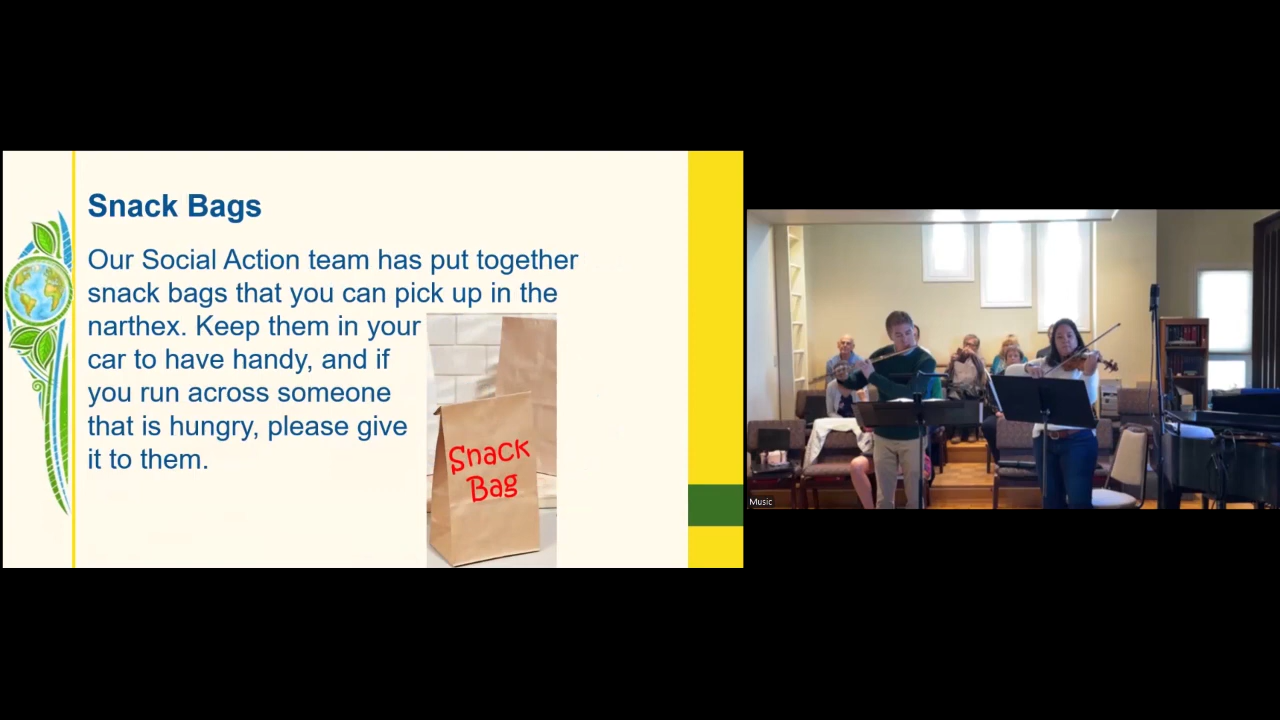 Snack Bags
Our Social Action team has put together
snack bags that you can pick up in the
narthex. Keep them in your
car to have handy, and if
you run across someone
that is hungry, please give
it to them.
Snack
Bag
Music